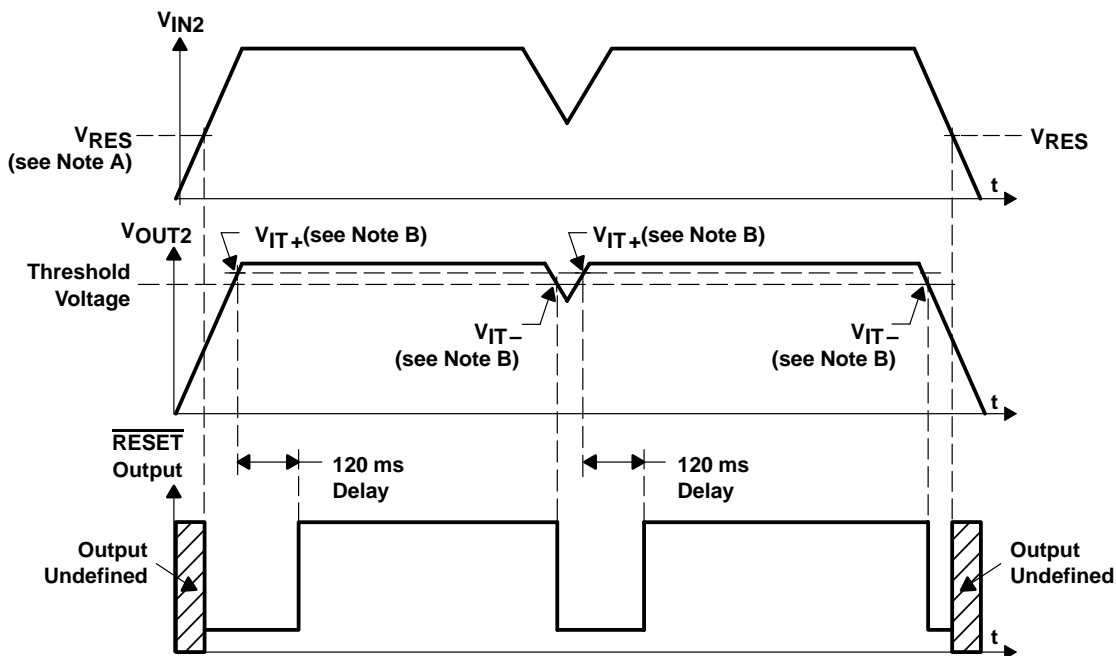 VIN2
VRES
(see Note A)
VRES
t
VOUT2
VIT+(see Note B)
VIT+(see Note B)
Threshold
Voltage
VIT–
(see Note B)
VIT–
(see Note B)
t
RESET
Output
120 ms
Delay
120 ms
Delay
Output
Undefined
Output
Undefined
t